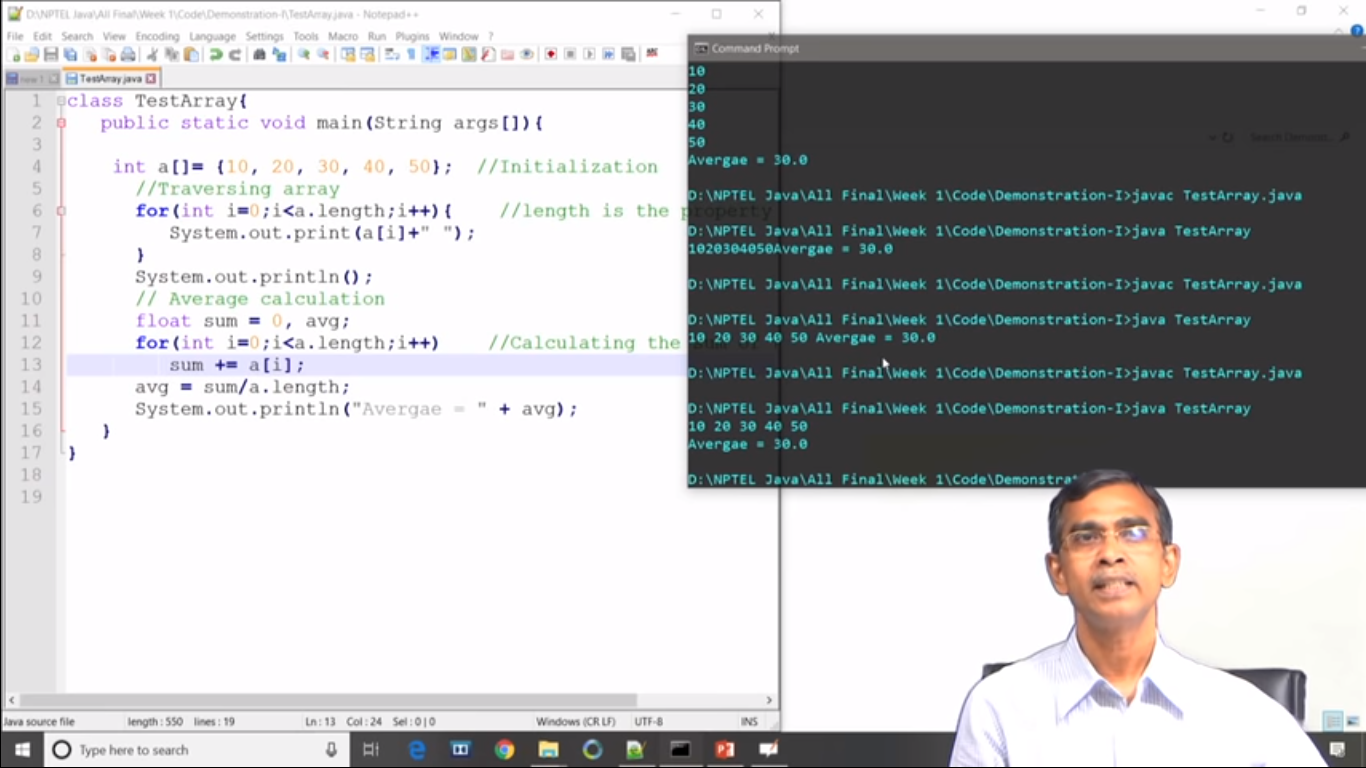 D:\NPTEL Java\All Final\Week 1\Code\Demonstration-I\TestArray.java - Notepad++
File Edit Search View Encoding Language Settings Tools Macro Run Plugins Window ?
new 1 TestArray.java
1 class TestArray{
2 public static void main(String args[]){
3
4 int a[]= {10, 20, 30, 40, 50}; //Initialization
5 //Traversing array
6 for(int i=0;i<a.length;i++){ //length is the property
7 System.out.print(a[i]+" ");
8 }
9 System.out.println();
10 // Average calculation
11 float sum = 0, avg;
12 for(int i=0;i<a.length;i++) //Calculating the
13 sum += a[i];
14 avg = sum/a.length;
15 System.out.println("Avergae = " + avg);
16 }
17 }
18
19
Java source file length : 550 lines : 19 Ln : 13 Col : 24 Sel : 0 | 0 Windows (CR LF) UTF-8 INS
Command Prompt
10
20
30
40
50
Avergae = 30.0
D:\NPTEL Java\All Final\Week 1\Code\Demonstration-I>javac TestArray.java
D:\NPTEL Java\All Final\Week 1\Code\Demonstration-I>java TestArray
1020304050Avergae = 30.0
D:\NPTEL Java\All Final\Week 1\Code\Demonstration-I>javac TestArray.java
D:\NPTEL Java\All Final\Week 1\Code\Demonstration-I>java TestArray
10 20 30 40 50 Avergae = 30.0
D:\NPTEL Java\All Final\Week 1\Code\Demonstration-I>javac TestArray.java
D:\NPTEL Java\All Final\Week 1\Code\Demonstration-I>java TestArray
10 20 30 40 50
Avergae = 30.0
D:\NPTEL Java\All Final\Week 1\Code\Demonstra
Type here to search